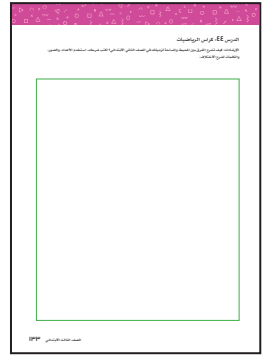 الدرس ٤٤: كراس الرياضيات
الإرشادات: كيف تشرح الفرق بين المحيط والمساحة لزميلك في الصف الثاني الابتدائي؟ اكتب شرحك. استخدم الأعداد، والصور،
والكلمات لشرح الاختلاف.
الصف الثالث الابتدائي ١٣٣